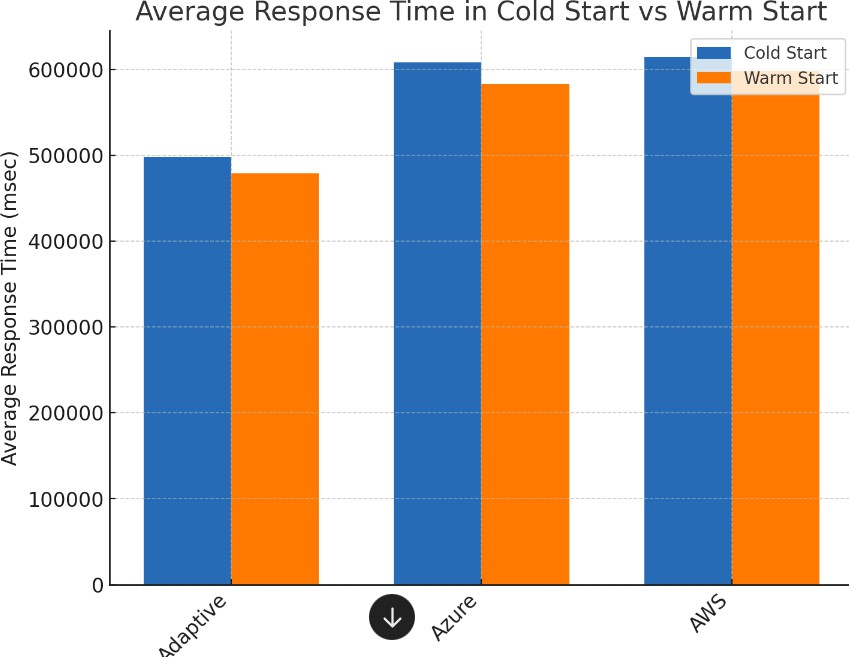 Average Response Time in Cold Start vs Warm Start
Cold Start
Warm Start
Average Response Time (msec)
600000
500000
400000
300000
200000
100000
0
Adaptive
Azure
AWS